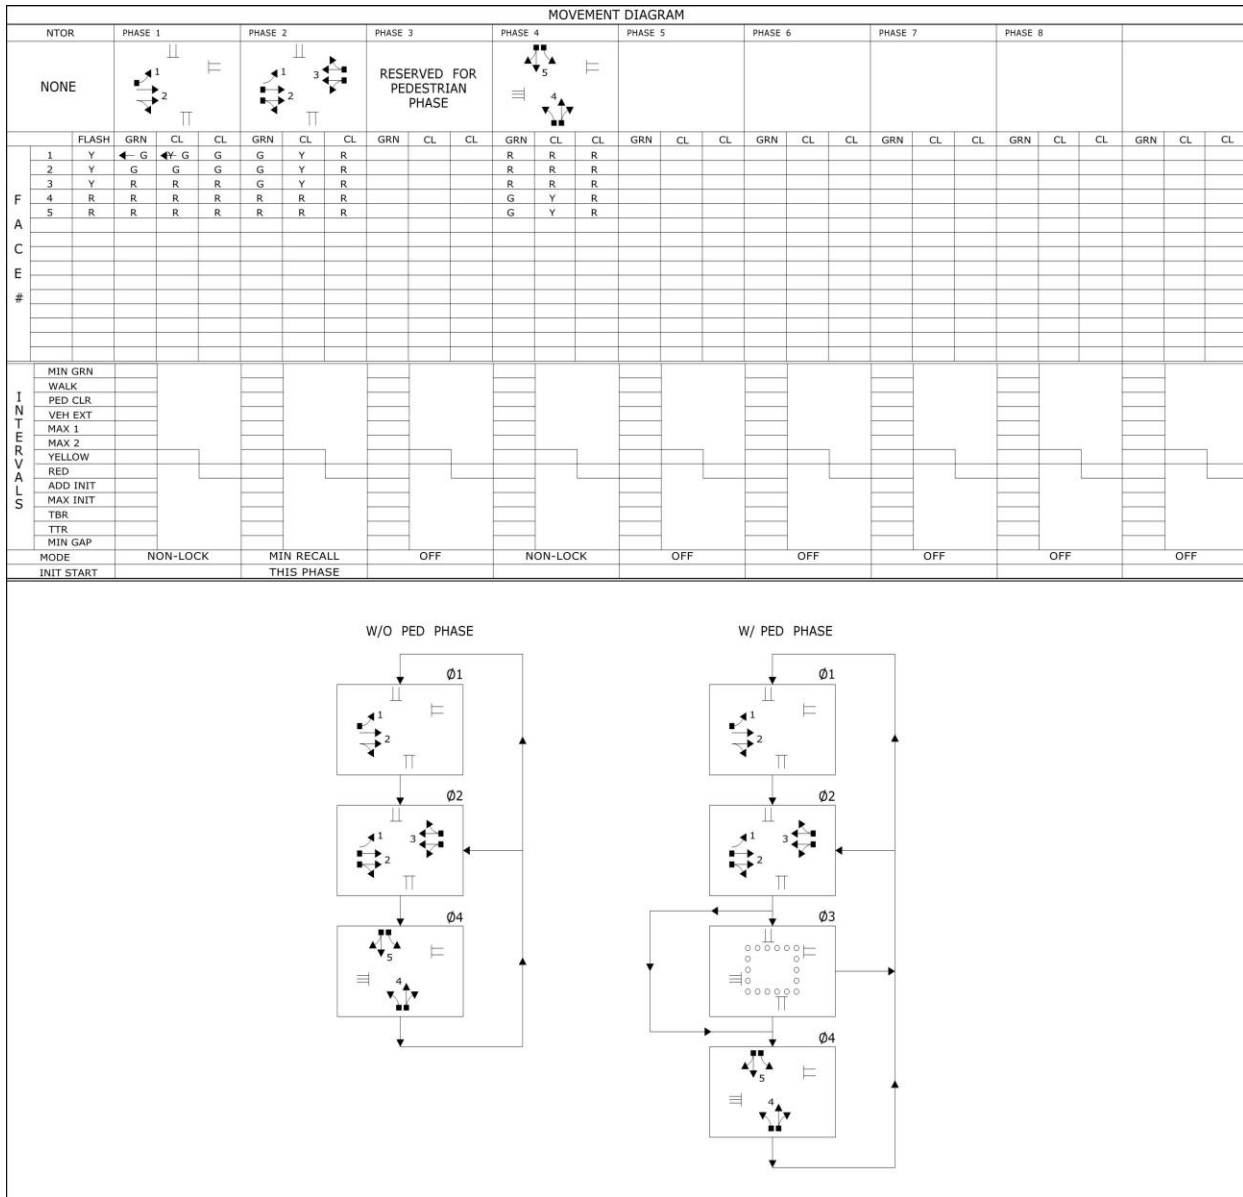 MOVEMENT DIAGRAM
NTOR PHASE 1 PHASE 2 PHASE 3 PHASE 4 PHASE 5 PHASE 6 PHASE 7 PHASE 8
NONE 1 2 1 2 3 RESERVED FOR PEDESTRIAN PHASE 5 4
FLASH GRN CL CL GRN CL CL GRN CL CL GRN CL CL GRN CL CL GRN CL CL GRN CL CL GRN CL CL GRN CL CL
FACE #
1 Y G Y G G G Y R R R R
2 Y G G G G Y R R R R
3 Y R R R G Y R R R R
4 R R R R R R R G Y R
5 R R R R R R R G Y R
INTERVALS
MIN GRN
WALK
PED CLR
VEH EXT
MAX 1
MAX 2
YELLOW
RED
ADD INIT
MAX INIT
TBR
TTR
MIN GAP
MODE NON-LOCK MIN RECALL OFF NON-LOCK OFF OFF OFF OFF OFF
INIT START THIS PHASE
W/O PED PHASE
Ø1
1
2
Ø2
1
3
2
Ø4
5
4
W/ PED PHASE
Ø1
1
2
Ø2
1
3
2
Ø3
Ø4
5
4